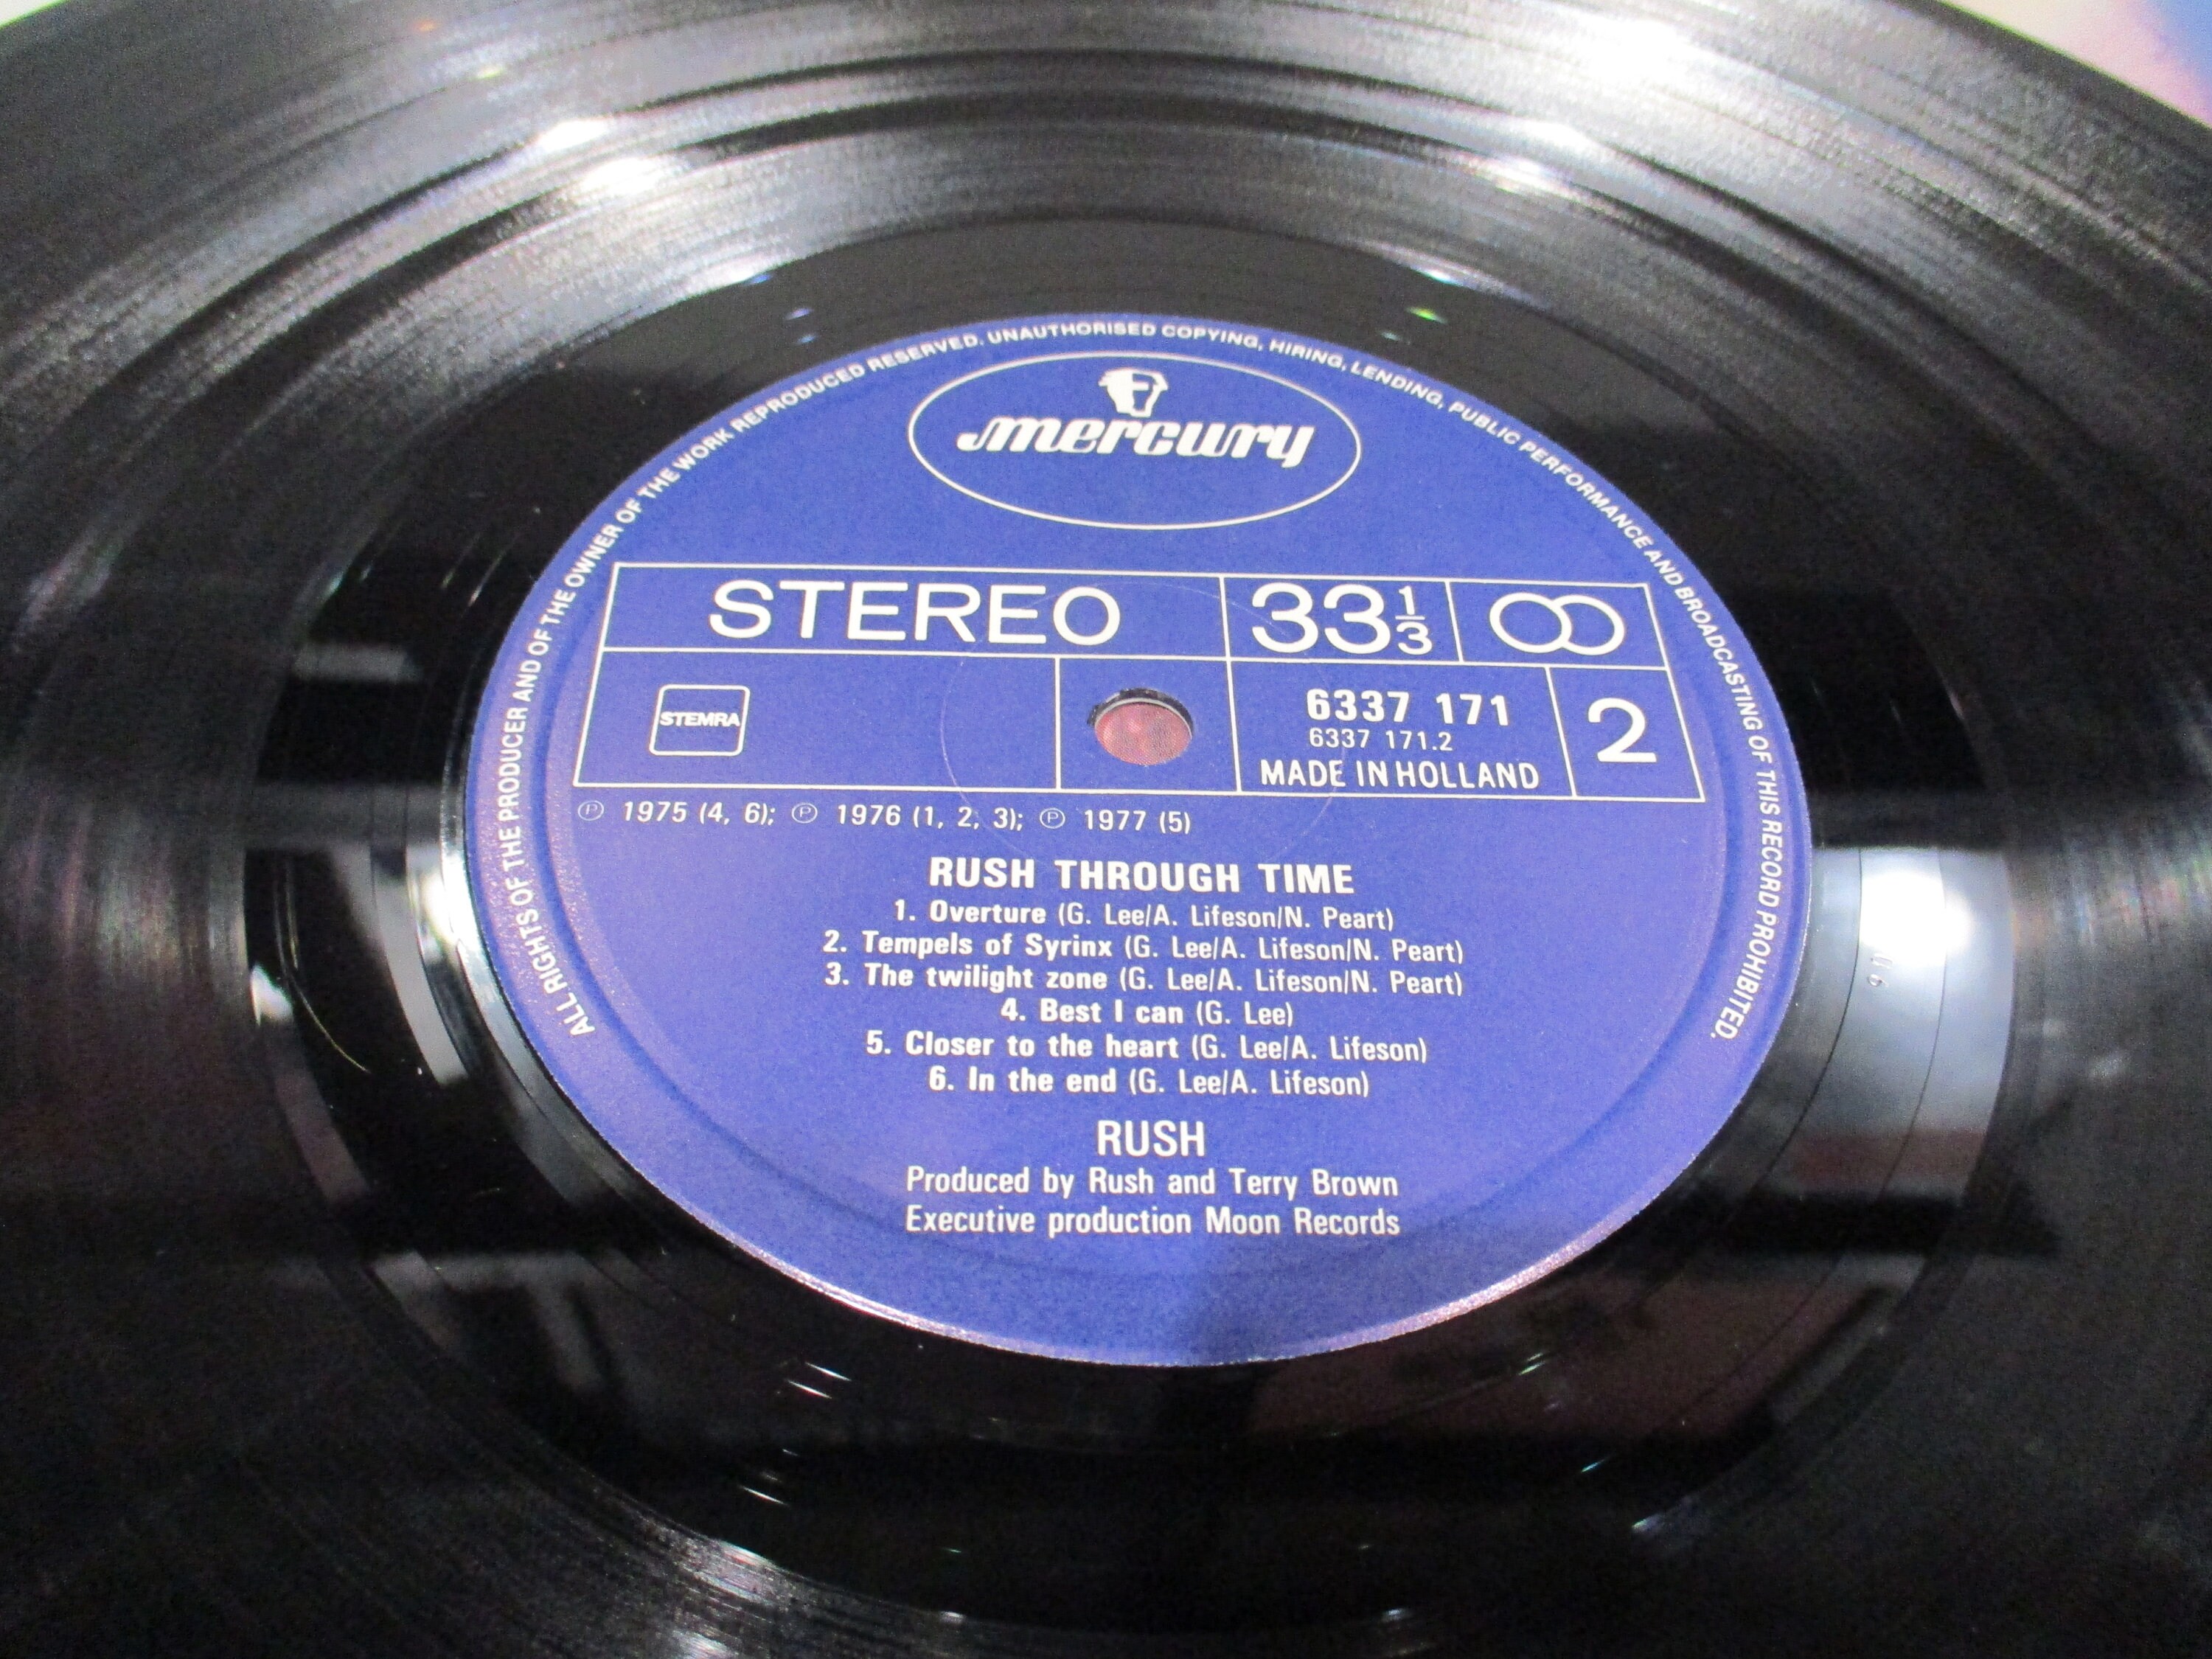 ALL RIGHTS OF THE PRODUCER AND OF THE OWNER OF THE WORK REPRODUCED RESERVED. UNAUTHORISED COPYING, HIRING, LENDING, PUBLIC PERFORMANCE AND BROADCASTING OF THIS RECORD PROHIBITED.
mercury
STEREO 33 1/3
STEMRA
6337 171 2
6337 171.2
MADE IN HOLLAND
℗ 1975 (4, 6); ℗ 1976 (1, 2, 3); ℗ 1977 (5)
RUSH THROUGH TIME
1. Overture (G. Lee/A. Lifeson/N. Peart)
2. Tempels of Syrinx (G. Lee/A. Lifeson/N. Peart)
3. The twilight zone (G. Lee/A. Lifeson/N. Peart)
4. Best I can (G. Lee)
5. Closer to the heart (G. Lee/A. Lifeson)
6. In the end (G. Lee/A. Lifeson)
RUSH
Produced by Rush and Terry Brown
Executive production Moon Records